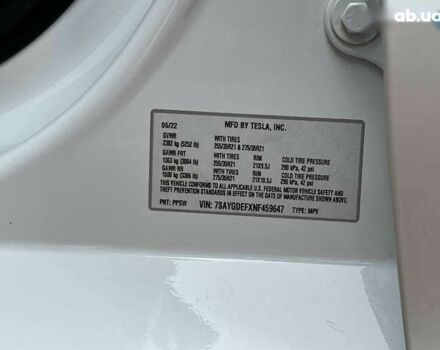 ab.ua
06/22 MFD BY TESLA, INC.
GVWR WITH TIRES
2382 kg (5252 lb) 255/35R21 & 275/35R21
GAWR FRT WITH TIRES RIM COLD TIRE PRESSURE
1363 kg (3004 lb) 255/35R21 21X9.5J 290 kPa, 42 psi
GAWR RR WITH TIRES RIM COLD TIRE PRESSURE
1500 kg (3306 lb) 275/35R21 21X10.5J 290 kPa, 42 psi
THIS VEHICLE CONFORMS TO ALL APPLICABLE U.S. FEDERAL MOTOR VEHICLE SAFETY AND
THEFT PREVENTION STANDARDS IN EFFECT ON THE DATE OF MANUFACTURE SHOWN ABOVE.
PNT: PPSW VIN: 7SAYGDEFXNF459647 TYPE: MPV